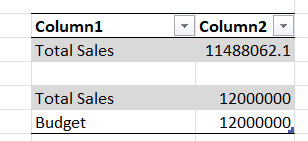 Column1 Column2
Total Sales 11488062.1
Total Sales 12000000
Budget 12000000